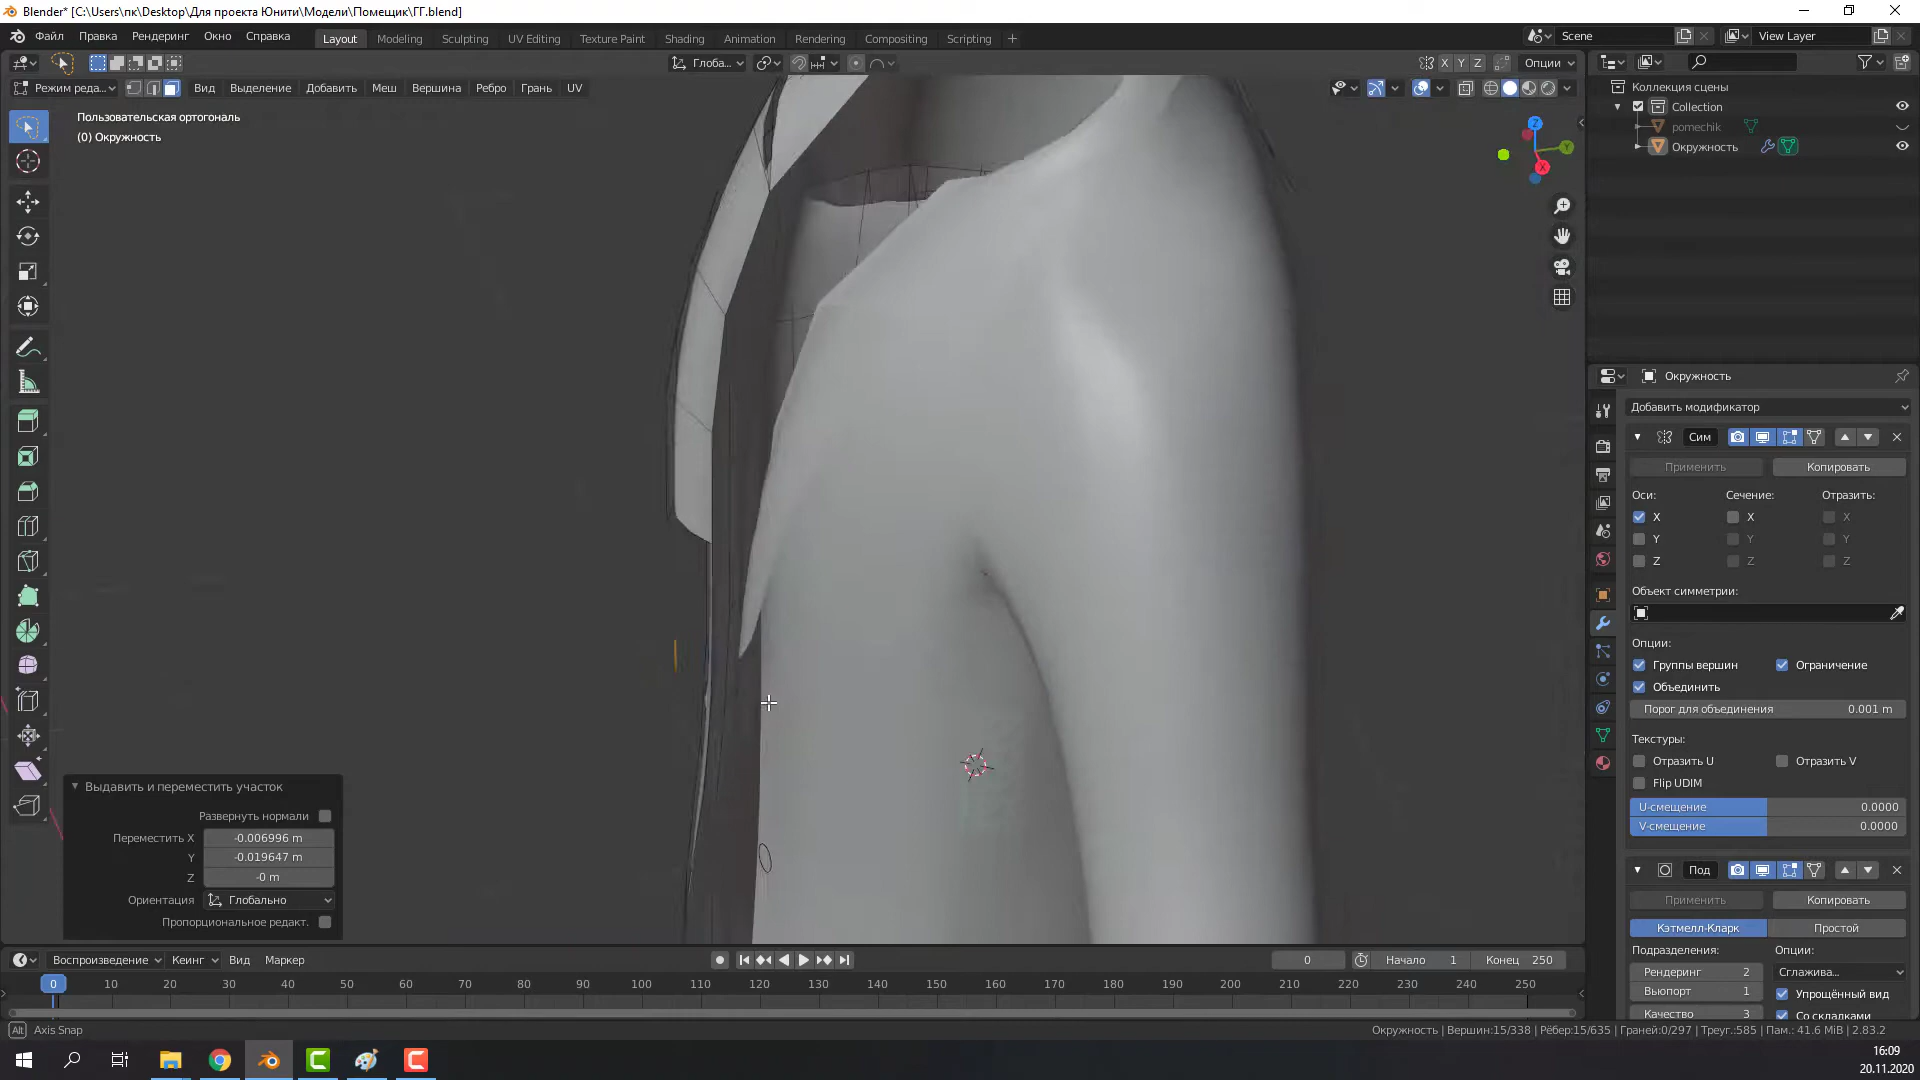 Blender* [C:\Users\пк\Desktop\Для проекта Юнити\Модели\Помещик\ГГ.blend]
Файл Правка Рендеринг Окно Справка Layout Modeling Sculpting UV Editing Texture Paint Shading Animation Rendering Compositing Scripting Scene View Layer
Глоба... X Y Z Опции
Режим реда... Вид Выделение Добавить Меш Вершина Ребро Грань UV
Пользовательская ортогональ
(0) Окружность
Z Y X
Коллекция сцены
Collection
pomechik
Окружность
Окружность
Добавить модификатор
Сим
Применить Копировать
Оси: Сечение: Отразить:
X X X
Y Y Y
Z Z Z
Объект симметрии:
Опции:
Группы вершин Ограничение
Объединить
Порог для объединения 0.001 m
Текстуры:
Отразить U Отразить V
Flip UDIM
U-смещение 0.0000
V-смещение 0.0000
Под
Применить Копировать
Кэтмелл-Кларк Простой
Подразделения: Опции:
Рендеринг 2 Сглажива...
Вьюпорт 1 Упрощённый вид
Качество 3 Со складками
Выдавить и переместить участок
Развернуть нормали
Переместить X -0.006996 m
Y -0.019647 m
Z -0 m
Ориентация Глобально
Пропорциональное редакт.
Воспроизведение Кеинг Вид Маркер 0 Начало 1 Конец 250
0 10 20 30 40 50 60 70 80 90 100 110 120 130 140 150 160 170 180 190 200 210 220 230 240 250
Alt Axis Snap Окружность | Вершин:15/338 | Рёбер:15/635 | Граней:0/297 | Треуг.:585 | Пам.: 41.6 MiB | 2.83.2
16:09
20.11.2020